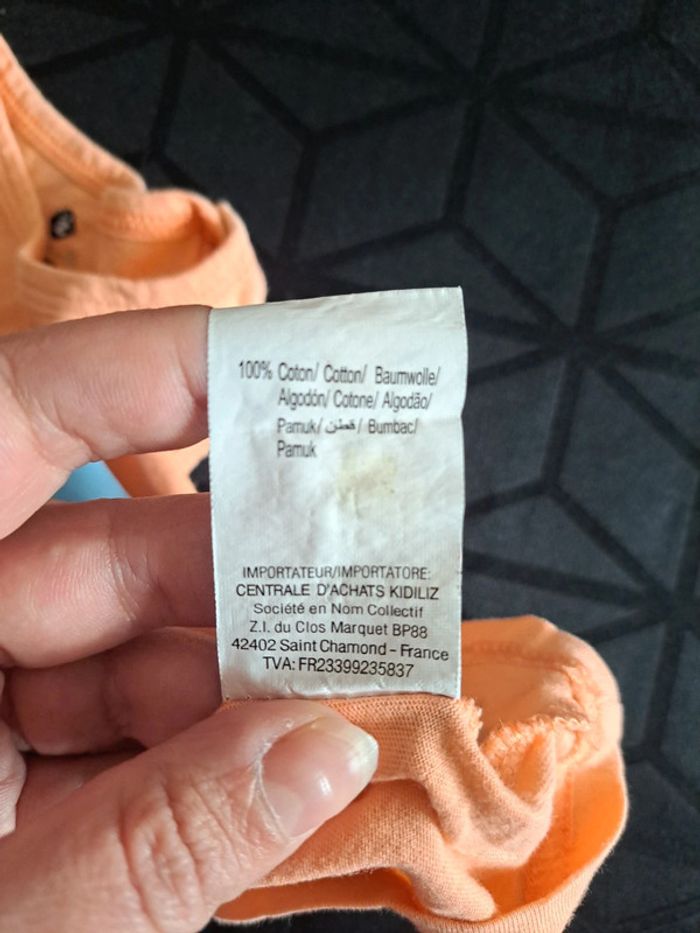 100% Coton/ Cotton/ Baumwolle/
Algodón/ Cotone/ Algodão/
Pamuk/ قطن / Bumbac/
Pamuk
IMPORTATEUR/IMPORTATORE:
CENTRALE D'ACHATS KIDILIZ
Société en Nom Collectif
Z.I. du Clos Marquet BP88
42402 Saint Chamond - France
TVA: FR23399235837